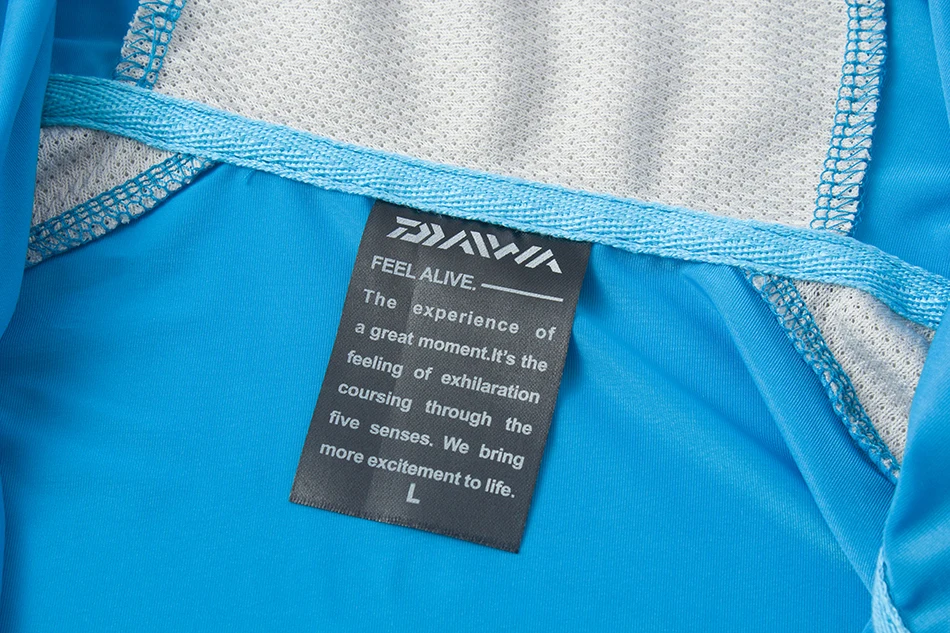 DAIWA
FEEL ALIVE.
The experience of
a great moment.It's the
feeling of exhilaration
coursing through the
five senses. We bring
more excitement to life.
L